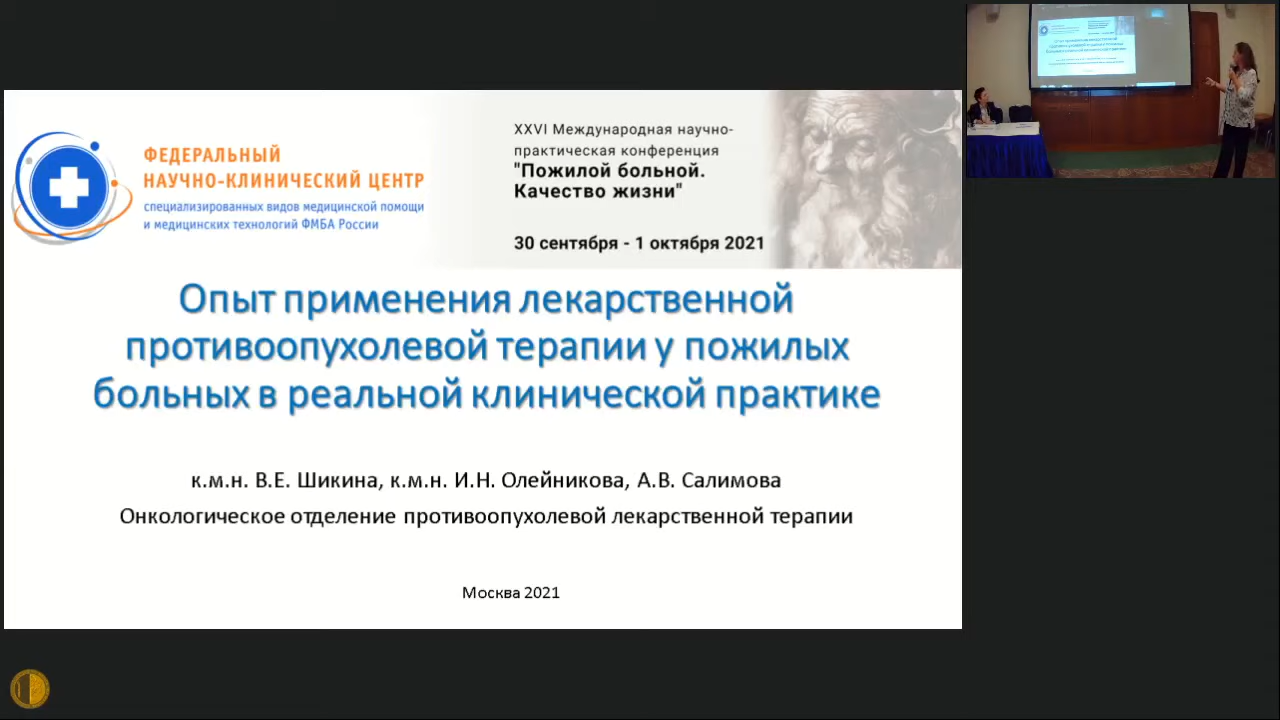 ФЕДЕРАЛЬНЫЙ
НАУЧНО-КЛИНИЧЕСКИЙ ЦЕНТР
специализированных видов медицинской помощи
и медицинских технологий ФМБА России
XXVI Международная научно-
практическая конференция
"Пожилой больной.
Качество жизни"
30 сентября - 1 октября 2021
Опыт применения лекарственной
противоопухолевой терапии у пожилых
больных в реальной клинической практике
к.м.н. В.Е. Шикина, к.м.н. И.Н. Олейникова, А.В. Салимова
Онкологическое отделение противоопухолевой лекарственной терапии
Москва 2021